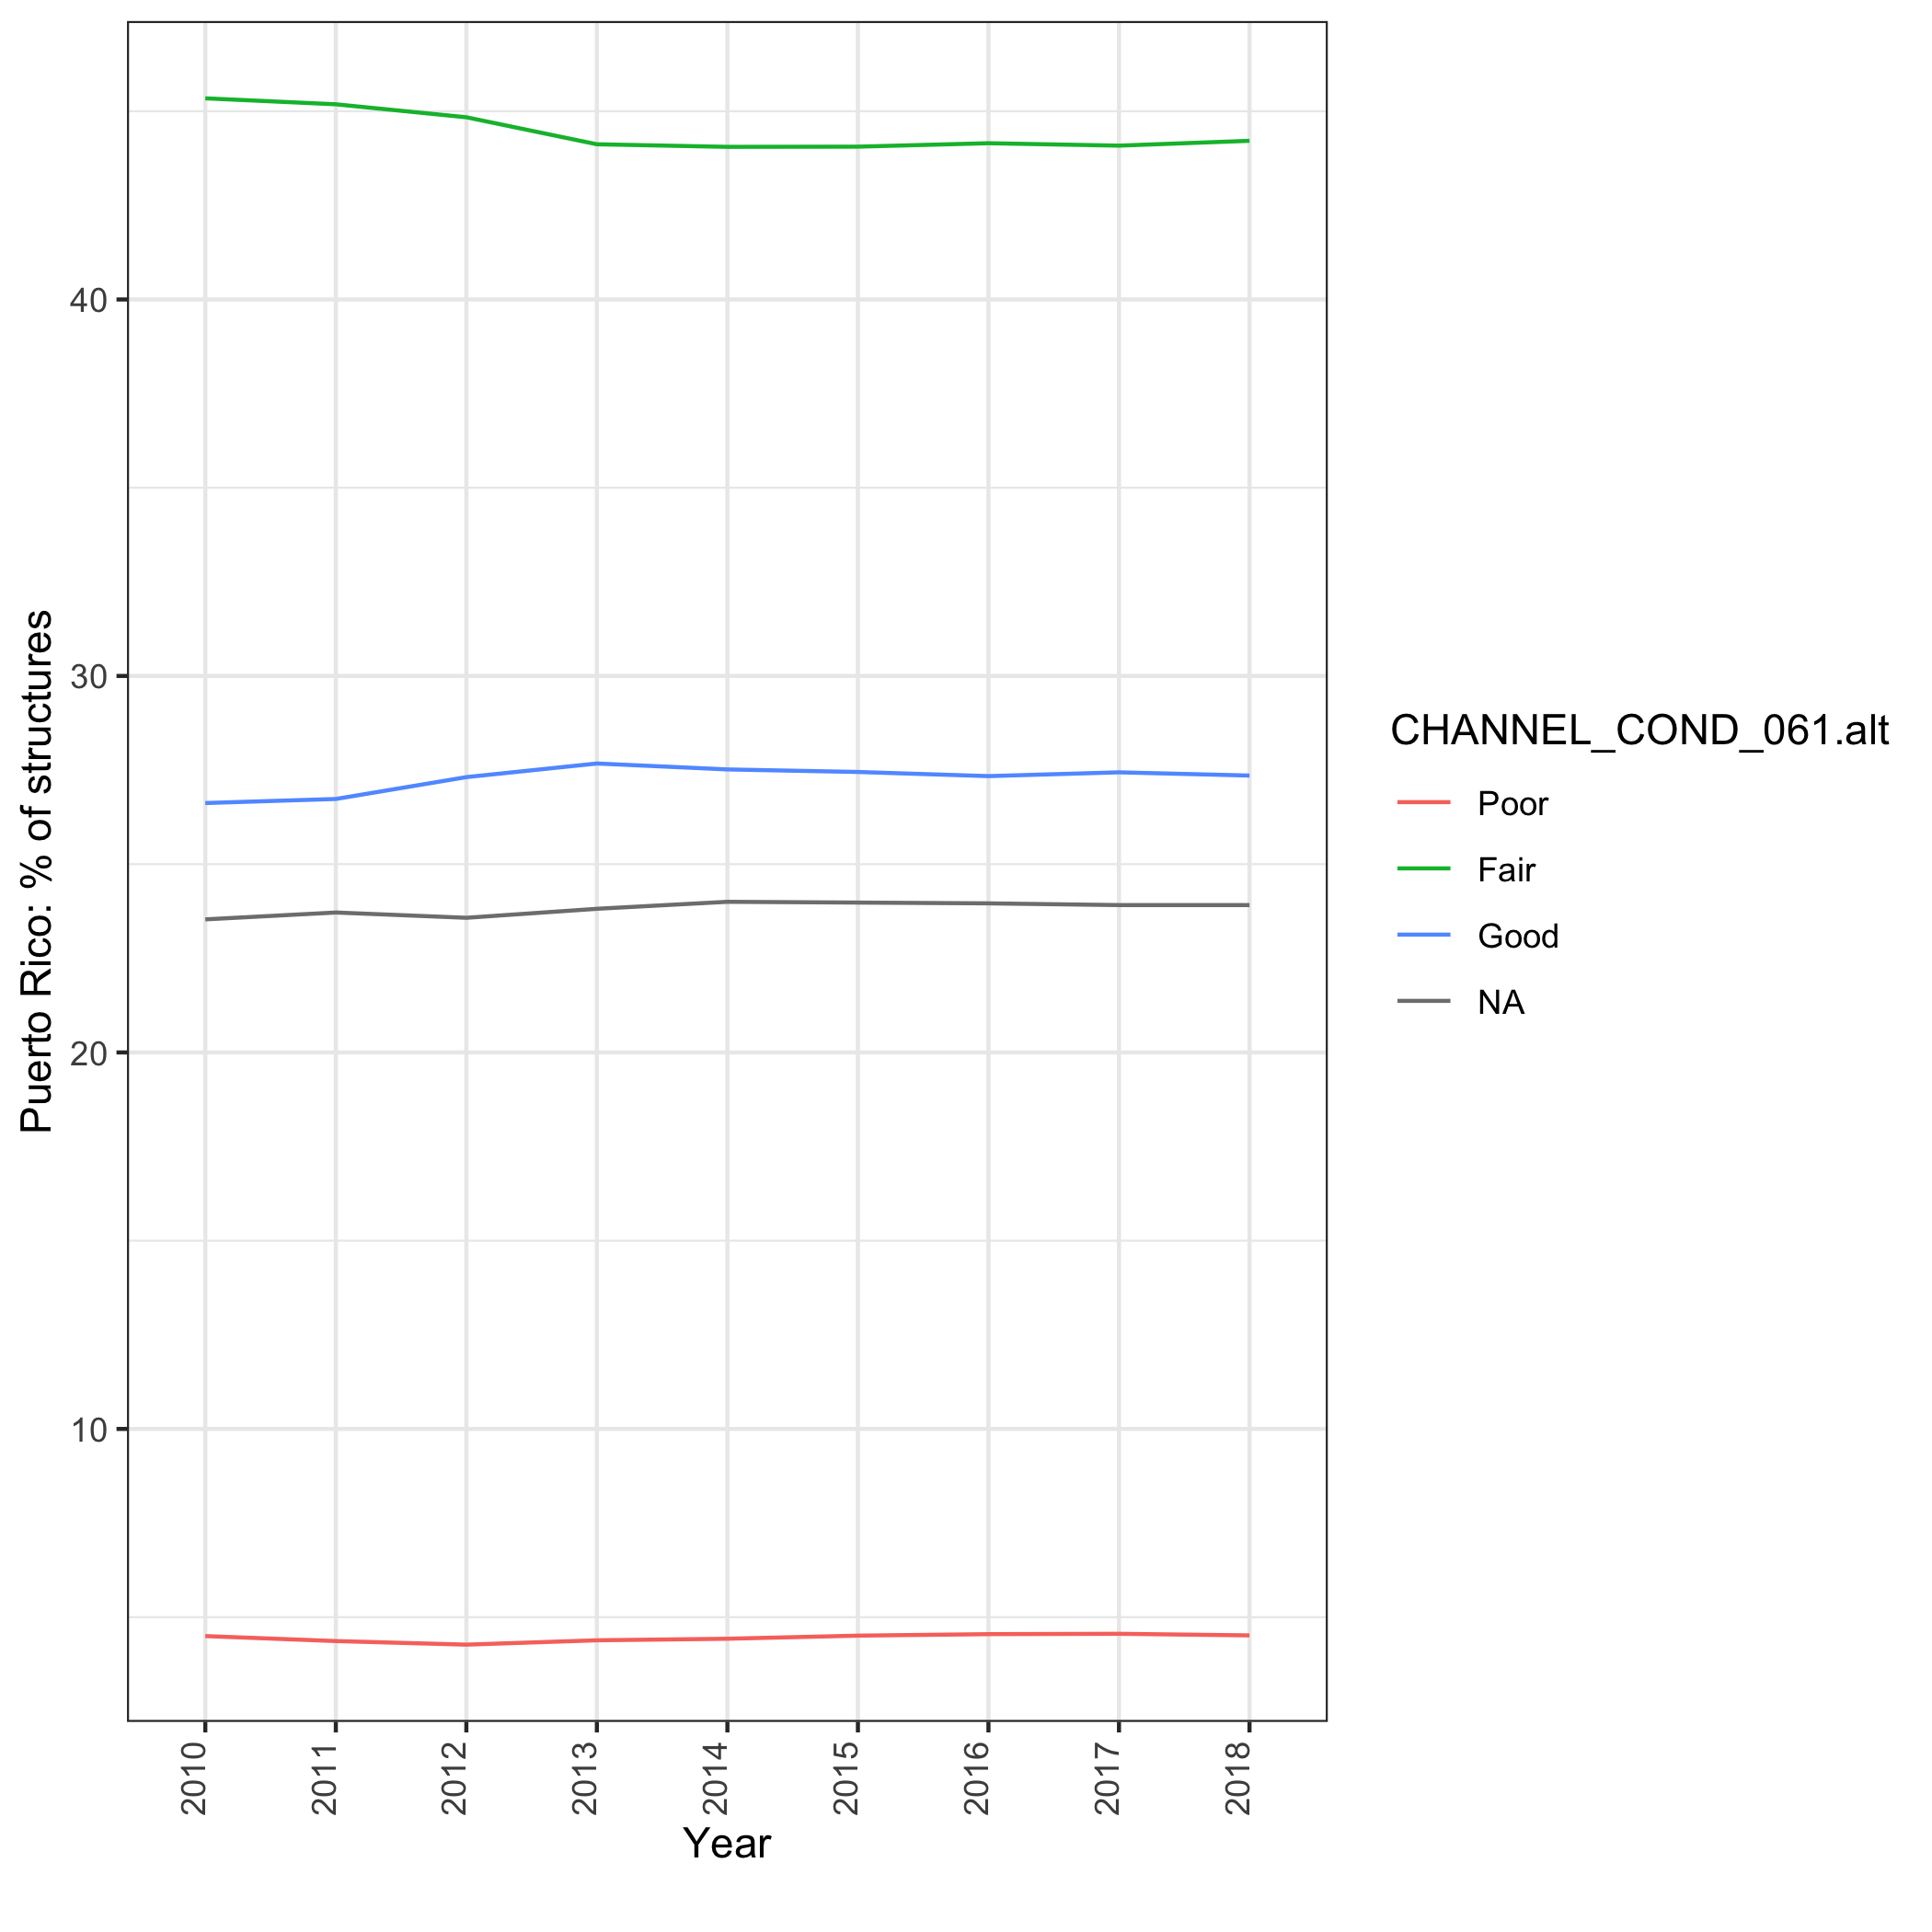 Puerto Rico: % of structures
40
30
20
10
2010
2011
2012
2013
2014
2015
2016
2017
2018
Year
CHANNEL_COND_061.alt
Poor
Fair
Good
NA